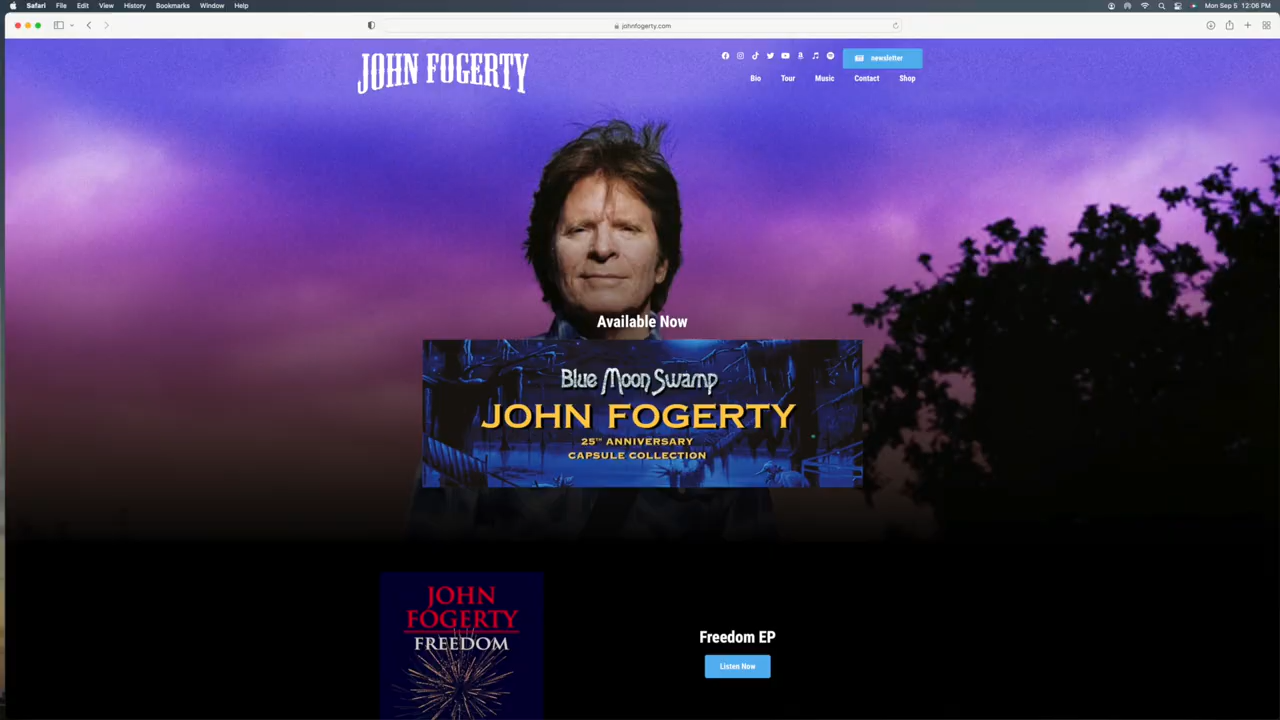 Safari File Edit View History Bookmarks Window Help
Mon Sep 5 12:06 PM
johnfogerty.com
JOHN FOGERTY
newsletter
Bio Tour Music Contact Shop
Available Now
Blue Moon Swamp
JOHN FOGERTY
25TH ANNIVERSARY
CAPSULE COLLECTION
JOHN
FOGERTY
FREEDOM
Freedom EP
Listen Now